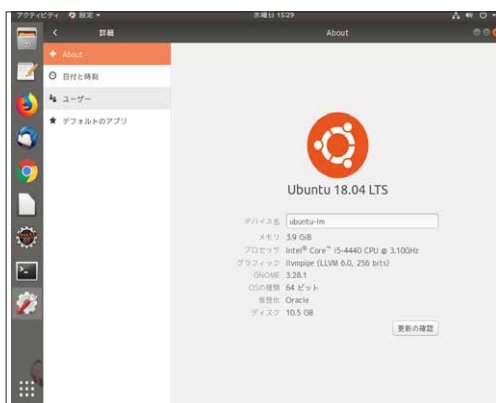 アクティビティ 設定 水曜日 15:29
詳細 About
About
日付と時刻
ユーザー
デフォルトのアプリ
Ubuntu 18.04 LTS
デバイス名 ubuntu-lm
メモリ 3.9 GiB
プロセッサ Intel® Core™ i5-4440 CPU @ 3.10GHz
グラフィック llvmpipe (LLVM 6.0, 256 bits)
GNOME 3.28.1
OSの種類 64 ビット
仮想化 Oracle
ディスク 10.5 GB
更新の確認